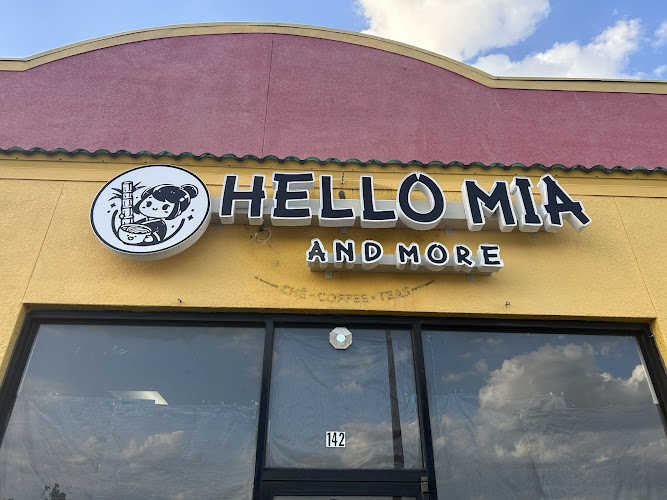 HELLO MIA
AND MORE
CHÈ • COFFEE • TEAS
142